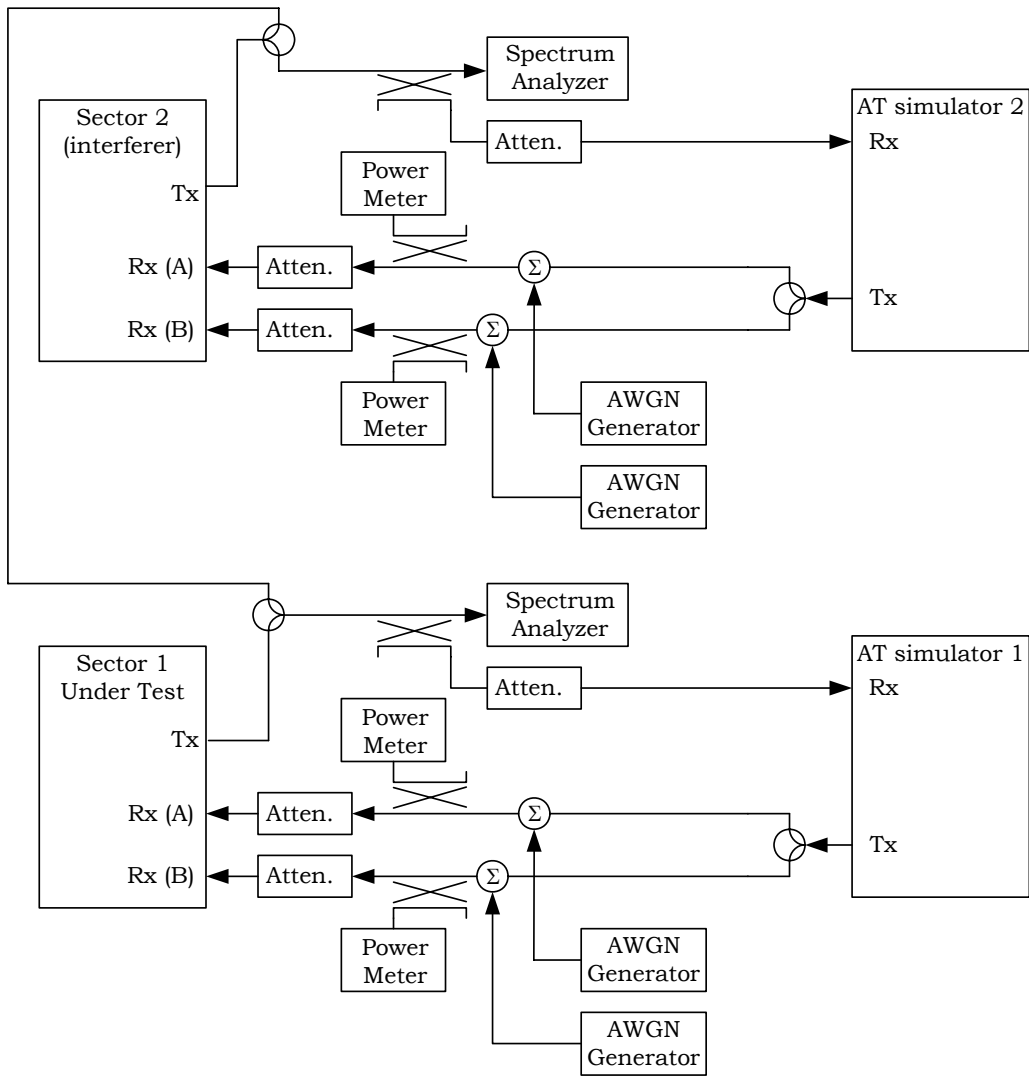 Spectrum
Analyzer
Sector 2
(interferer)
AT simulator 2
Atten.
Rx
Power
Meter
Tx
Rx (A)
Atten.
Σ
Tx
Rx (B)
Atten.
Σ
Power
Meter
AWGN
Generator
AWGN
Generator
Spectrum
Analyzer
Sector 1
Under Test
AT simulator 1
Atten.
Rx
Power
Meter
Tx
Rx (A)
Atten.
Σ
Tx
Rx (B)
Atten.
Σ
Power
Meter
AWGN
Generator
AWGN
Generator